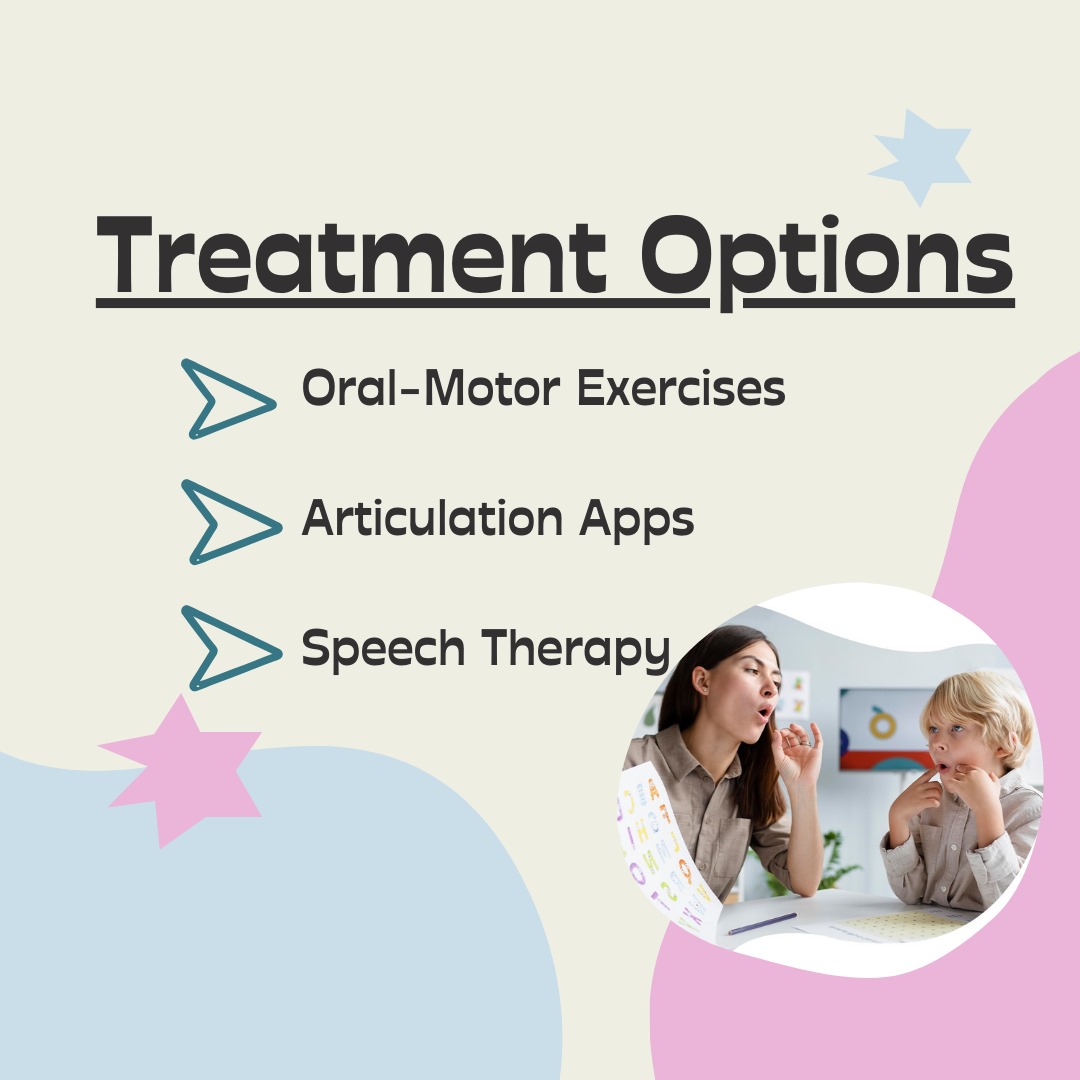 Treatment Options
Oral-Motor Exercises
Articulation Apps
Speech Therapy